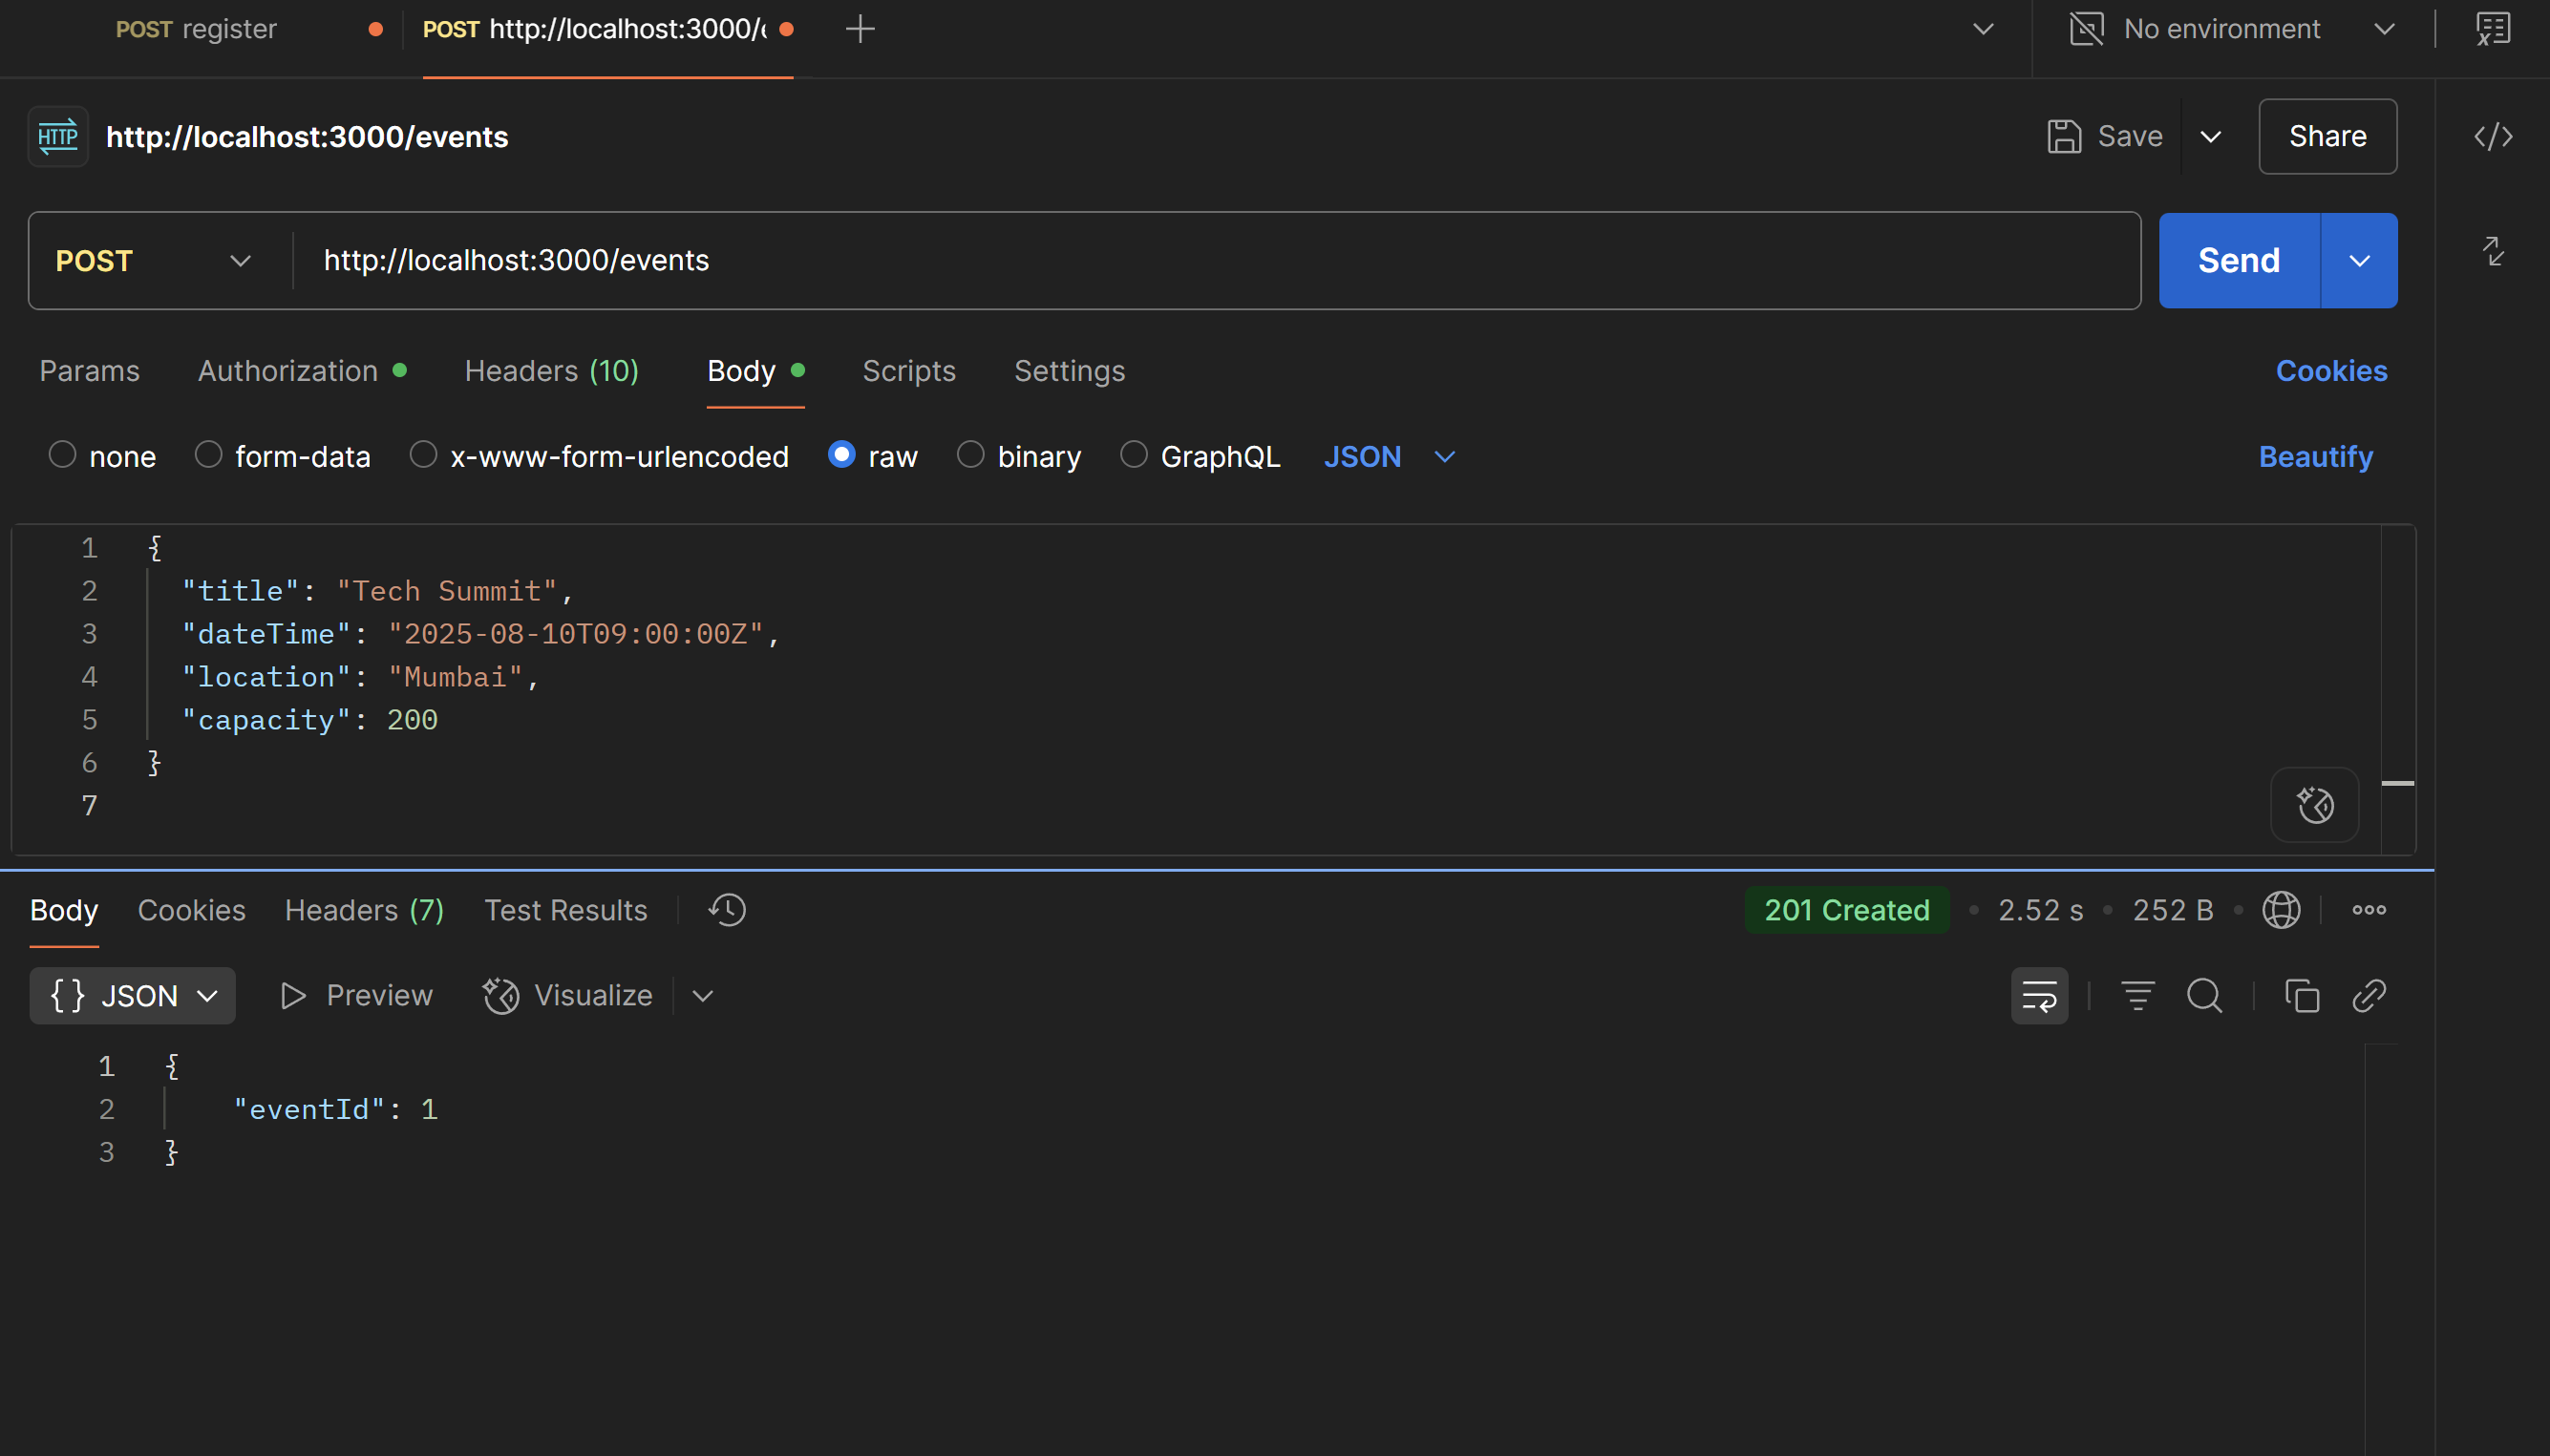 POST register
POST http://localhost:3000/e
No environment
HTTP http://localhost:3000/events
Save
Share
POST http://localhost:3000/events
Send
Params Authorization Headers (10) Body Scripts Settings Cookies
none form-data x-www-form-urlencoded raw binary GraphQL JSON Beautify
1 {
2 "title": "Tech Summit",
3 "dateTime": "2025-08-10T09:00:00Z",
4 "location": "Mumbai",
5 "capacity": 200
6 }
7
Body Cookies Headers (7) Test Results 201 Created • 2.52 s • 252 B •
{} JSON Preview Visualize
1 {
2 "eventId": 1
3 }